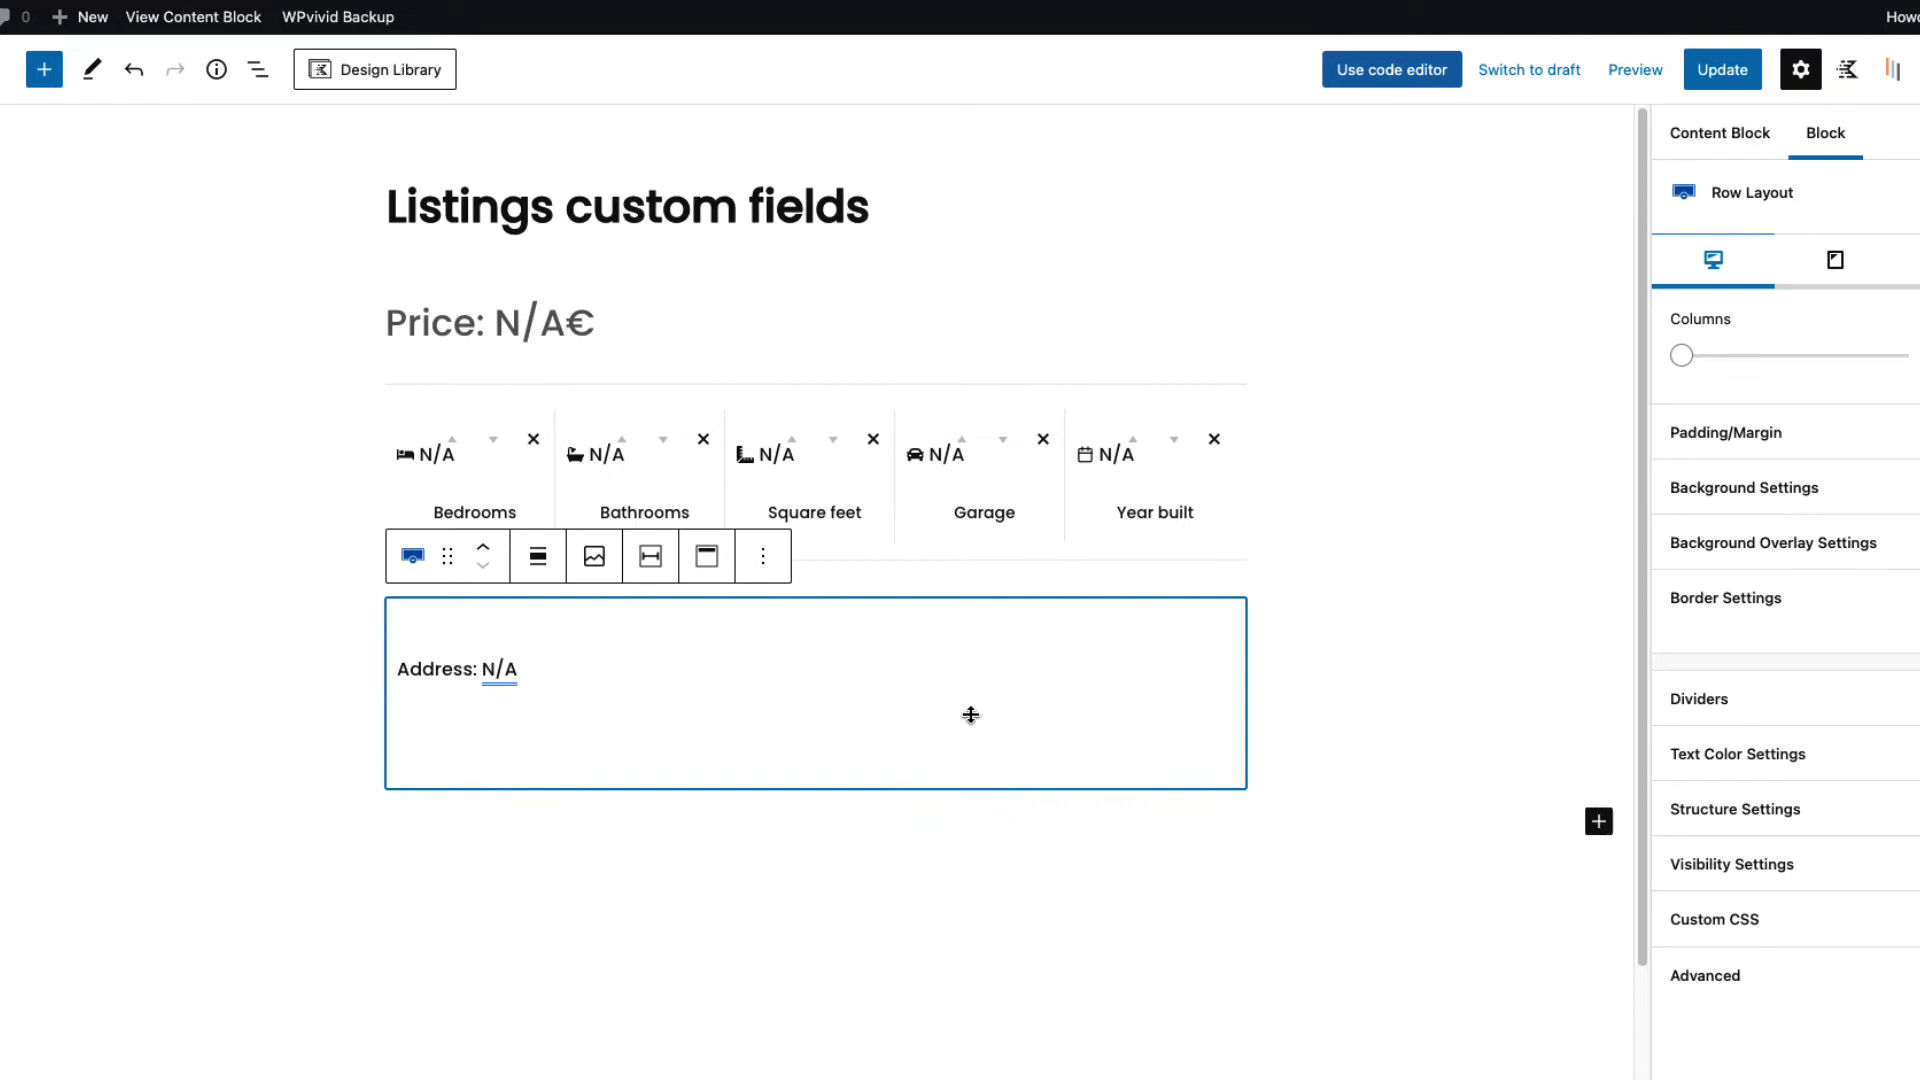 0 New View Content Block WPvivid Backup Howd
Design Library Use code editor Switch to draft Preview Update
Content Block Block
Row Layout
Listings custom fields
Price: N/A€
Columns
N/A N/A N/A N/A N/A
Bedrooms Bathrooms Square feet Garage Year built
Padding/Margin
Background Settings
Background Overlay Settings
Border Settings
Address: N/A
Dividers
Text Color Settings
Structure Settings
Visibility Settings
Custom CSS
Advanced